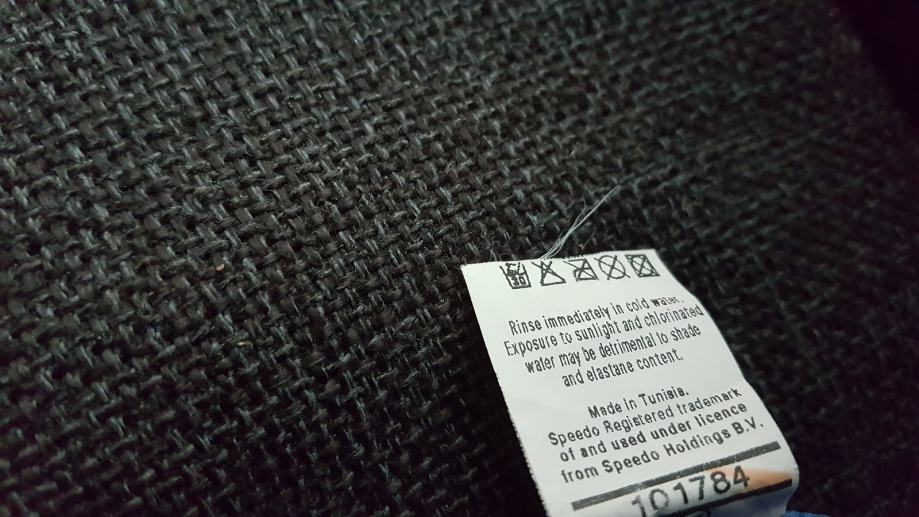 30
Rinse immediately in cold water.
Exposure to sunlight and chlorinated
water may be detrimental to shade
and elastane content.
Made in Tunisia.
Speedo Registered trademark
of and used under licence
from Speedo Holdings B.V.
101784